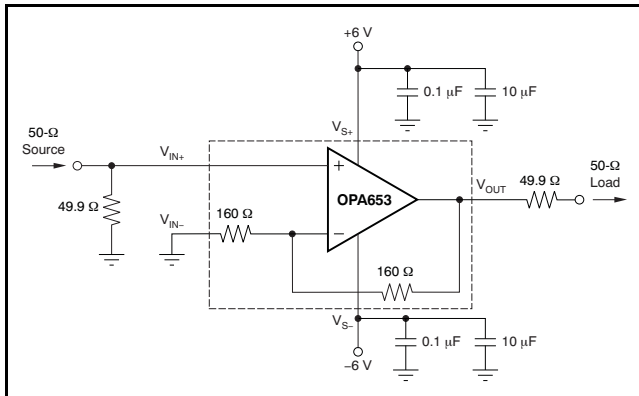 +6 V
0.1 μF
10 μF
V_S+
50-Ω
Source
V_IN+
50-Ω
Load
49.9 Ω
V_OUT
OPA653
+
49.9 Ω
160 Ω
V_IN−
−
160 Ω
V_S−
0.1 μF
10 μF
−6 V